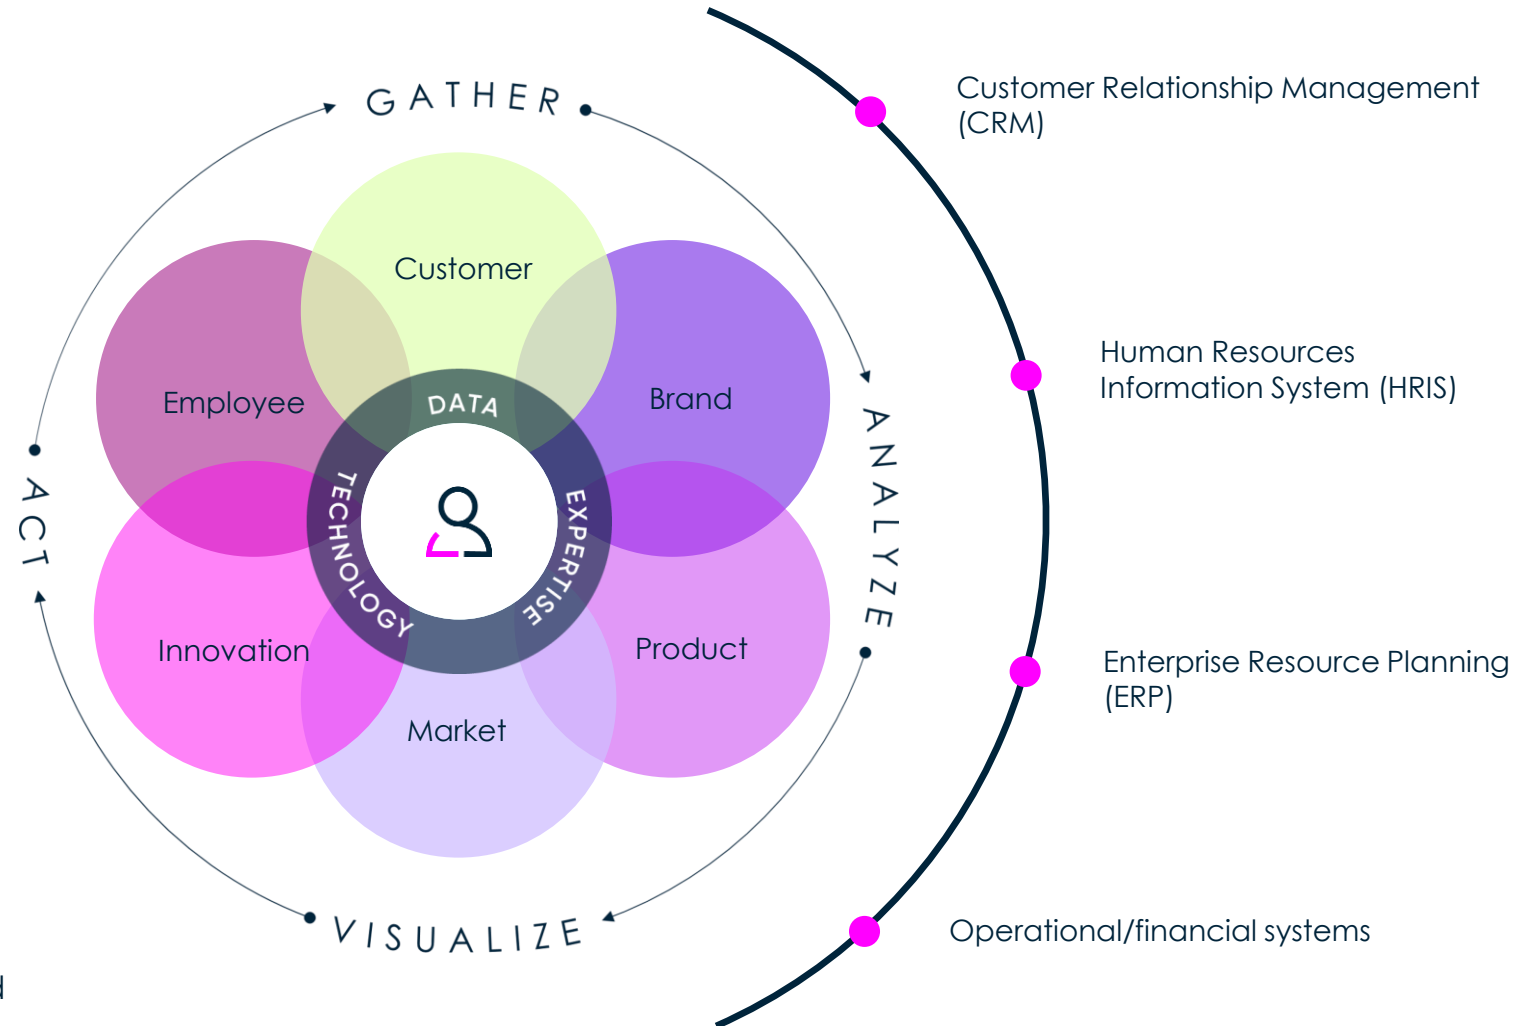 GATHER
Customer Relationship Management
(CRM)
Customer
Employee
Brand
DATA
Human Resources
Information System (HRIS)
ANALYZE
ACT
TECHNOLOGY
EXPERTISE
Innovation
Product
Market
Enterprise Resource Planning
(ERP)
VISUALIZE
Operational/financial systems